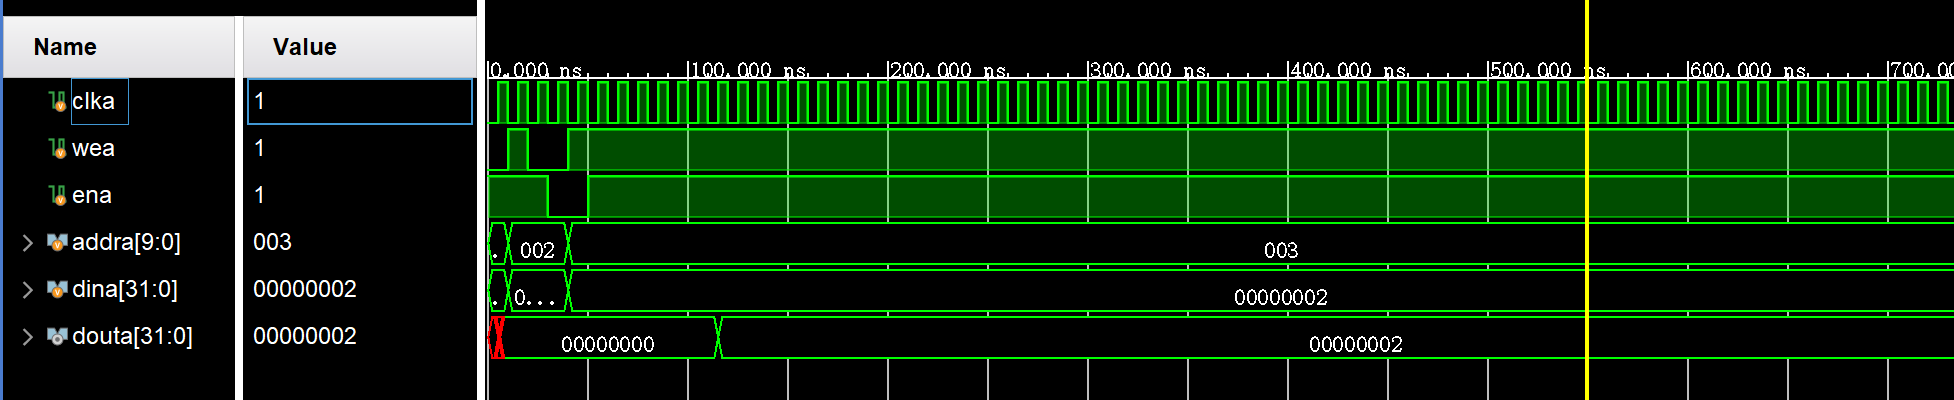 Name Value
0.000 ns 100.000 ns 200.000 ns 300.000 ns 400.000 ns 500.000 ns 600.000 ns 700.00
clka 1
wea 1
ena 1
addra[9:0] 003 . 002 003
dina[31:0] 00000002 . 0... 00000002
douta[31:0] 00000002 00000000 00000002